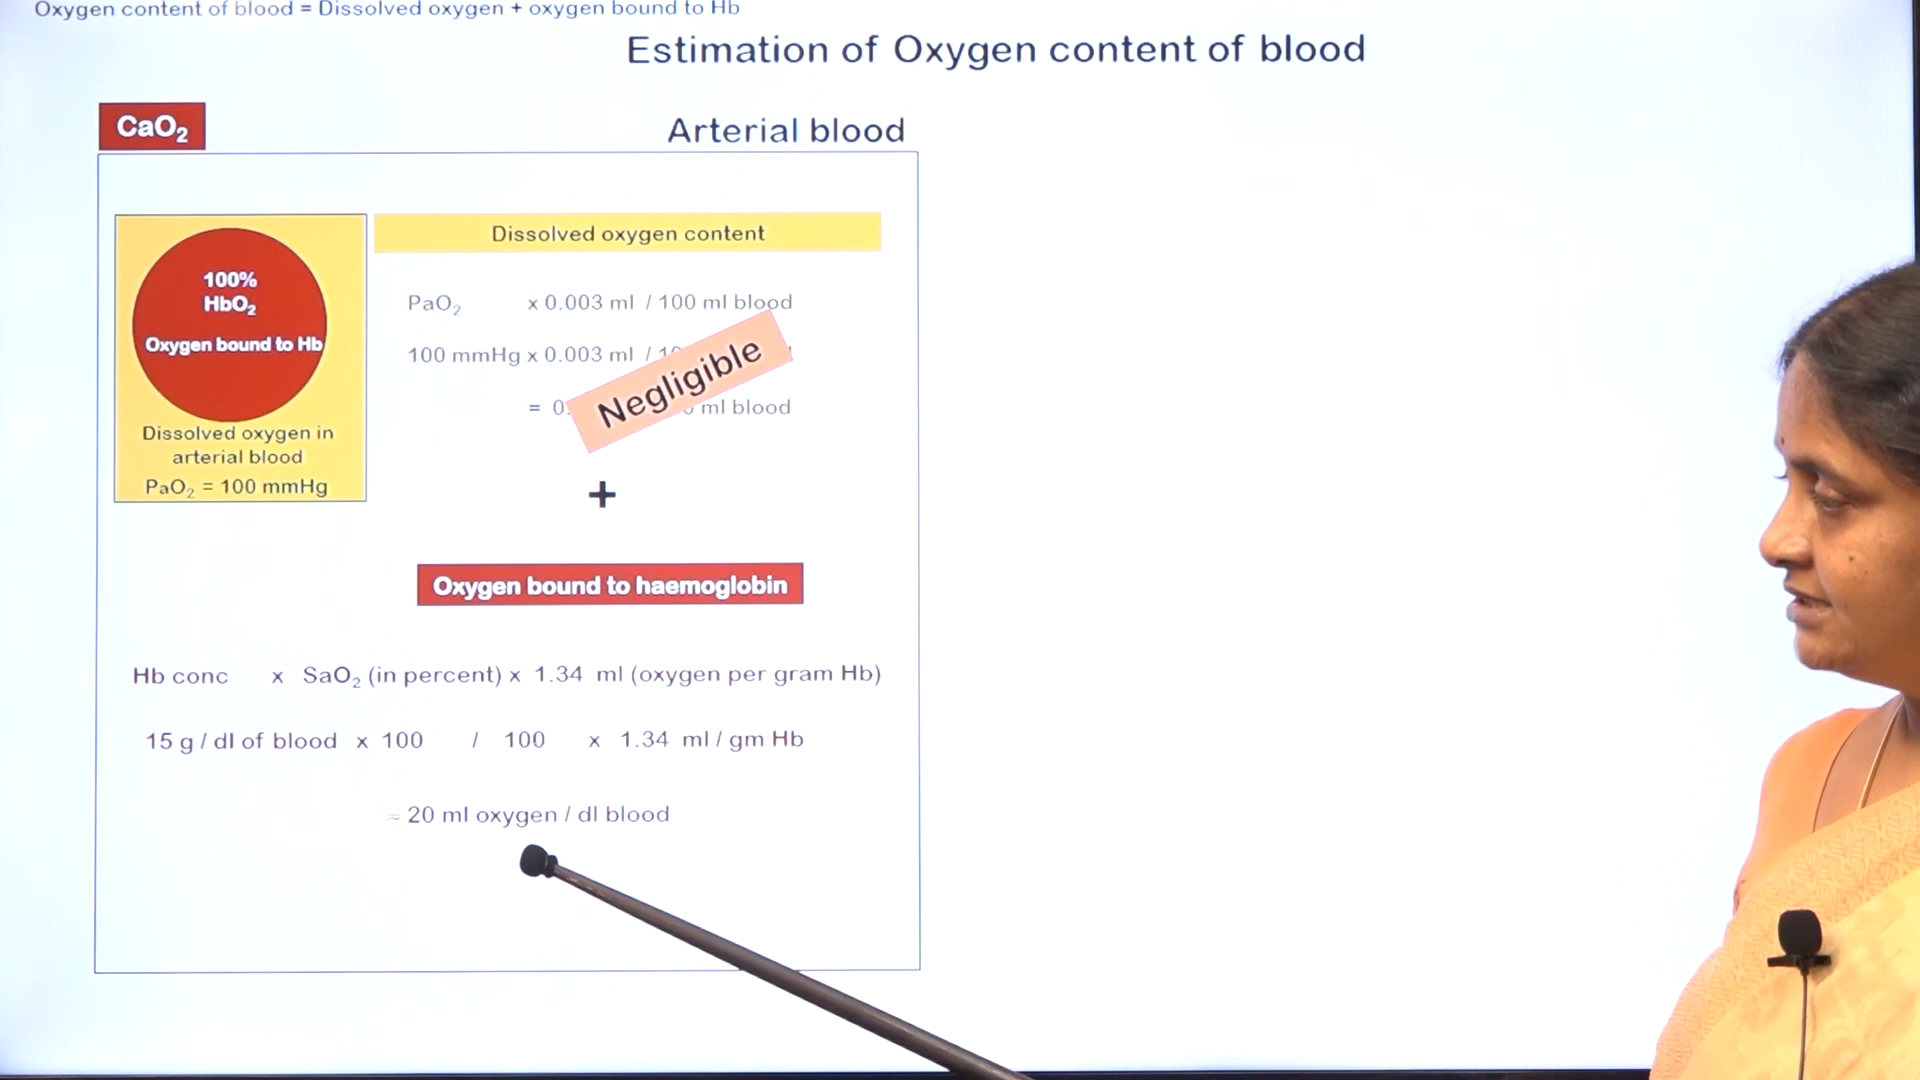 Oxygen content of blood = Dissolved oxygen + oxygen bound to Hb
Estimation of Oxygen content of blood
CaO₂
Arterial blood
100%
HbO₂
Oxygen bound to Hb
Dissolved oxygen in
arterial blood
PaO₂ = 100 mmHg
Dissolved oxygen content
PaO₂ x 0.003 ml / 100 ml blood
100 mmHg x 0.003 ml /
Negligible
= ml blood
+
Oxygen bound to haemoglobin
Hb conc x SaO₂ (in percent) x 1.34 ml (oxygen per gram Hb)
15 g / dl of blood x 100 / 100 x 1.34 ml / gm Hb
≈ 20 ml oxygen / dl blood